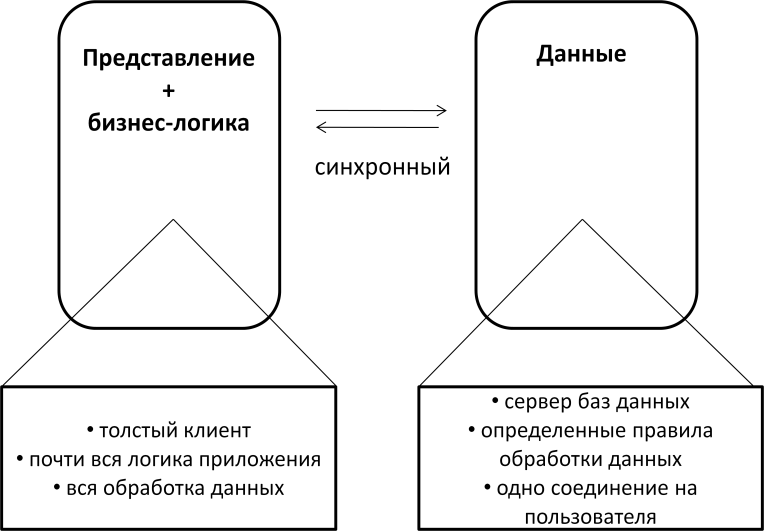 Представление
+
бизнес-логика
Данные
синхронный
• толстый клиент
• почти вся логика приложения
• вся обработка данных
• сервер баз данных
• определенные правила
обработки данных
• одно соединение на
пользователя